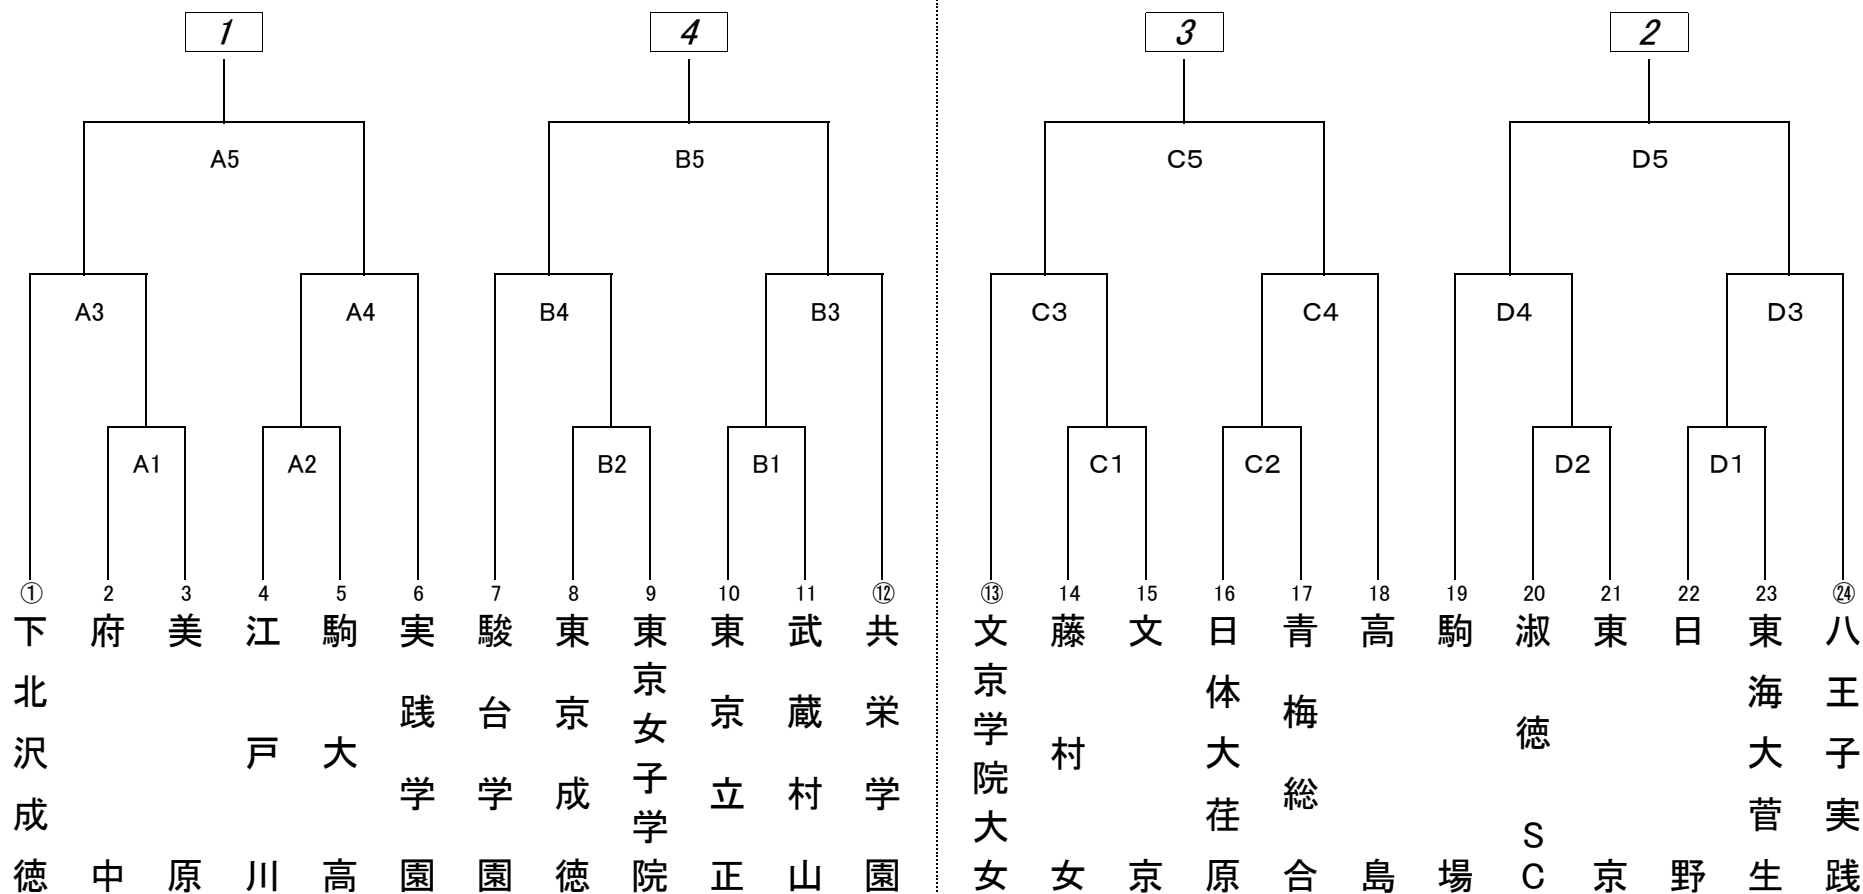 1 4 3 2
A5 B5 C5 D5
A3 A4 B4 B3 C3 C4 D4 D3
A1 A2 B2 B1 C1 C2 D2 D1
① 2 3 4 5 6 7 8 9 10 11 ⑫ ⑬ 14 15 16 17 18 19 20 21 22 23 ㉔
下北沢成徳
府中
美原
江戸川
駒大高
実践学園
駿台学園
東京成徳
東京女子学院
東京立正
武蔵村山
共栄学園
文京学院大女
藤村女
文京
日体大荏原
青梅総合
高島
駒場
淑徳SC
東京
日野
東海大菅生
八王子実践